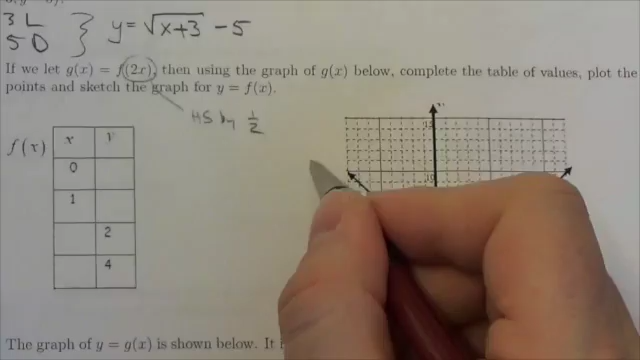 3 L
5 D
y = √x+3 - 5
If we let g(x) = f(2x), then using the graph of g(x) below, complete the table of values, plot the
points and sketch the graph for y = f(x).
HS by 1/2
f(x)
x y
0
1
2
4
The graph of y = g(x) is shown below. It